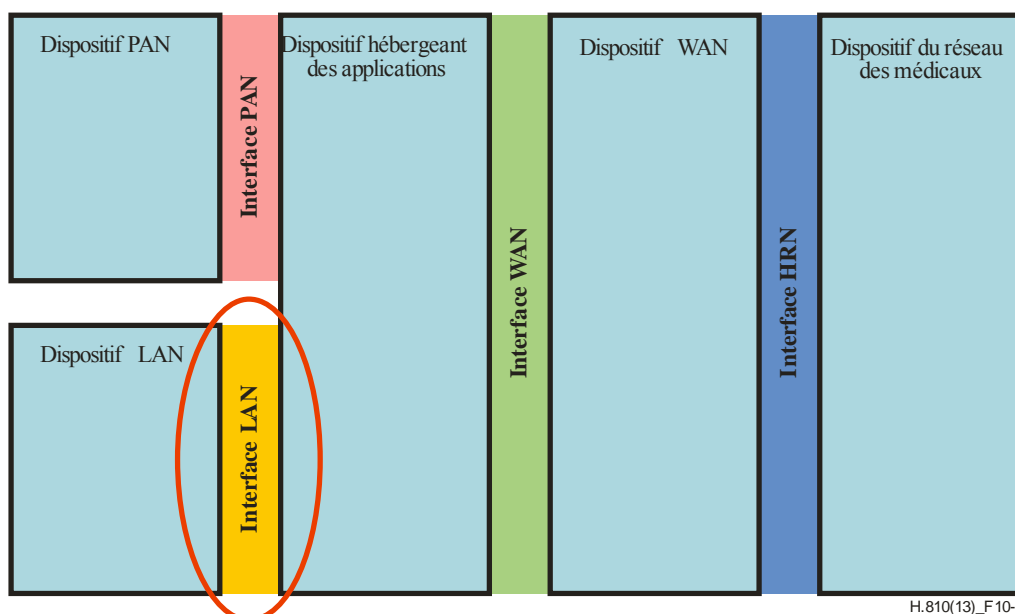 Dispositif PAN
Interface PAN
Dispositif hébergeant
des applications
Interface WAN
Dispositif WAN
Interface HRN
Dispositif du réseau
des médicaux
Dispositif LAN
Interface LAN
H.810(13)_F10-